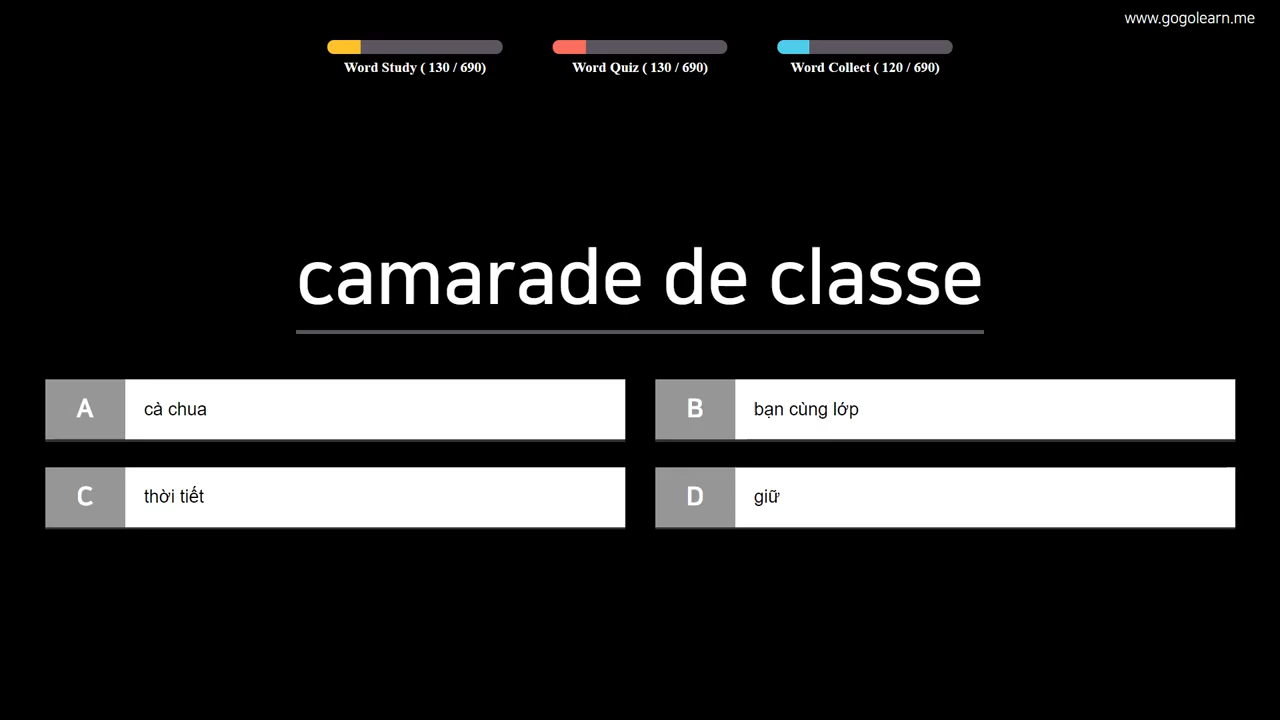 www.gogolearn.me
Word Study ( 130 / 690)
Word Quiz ( 130 / 690)
Word Collect ( 120 / 690)
camarade de classe
A cà chua
B bạn cùng lớp
C thời tiết
D giữ